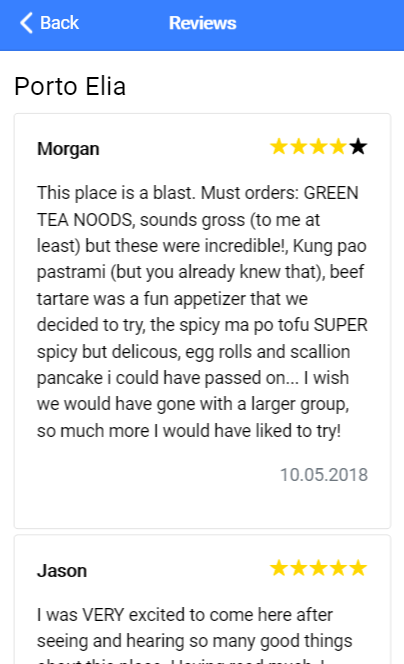 Back
Reviews
Porto Elia
Morgan
This place is a blast. Must orders: GREEN
TEA NOODS, sounds gross (to me at
least) but these were incredible!, Kung pao
pastrami (but you already knew that), beef
tartare was a fun appetizer that we
decided to try, the spicy ma po tofu SUPER
spicy but delicous, egg rolls and scallion
pancake i could have passed on... I wish
we would have gone with a larger group,
so much more I would have liked to try!
10.05.2018
Jason
I was VERY excited to come here after
seeing and hearing so many good things
about this place. Having read much, I